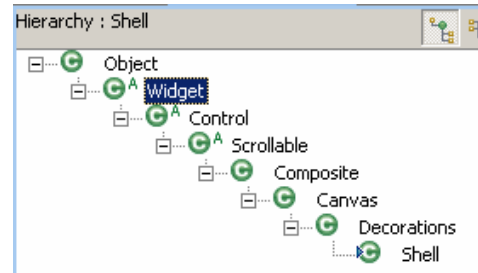 Hierarchy : Shell
C Object
C A Widget
C A Control
C A Scrollable
C Composite
C Canvas
C Decorations
C Shell